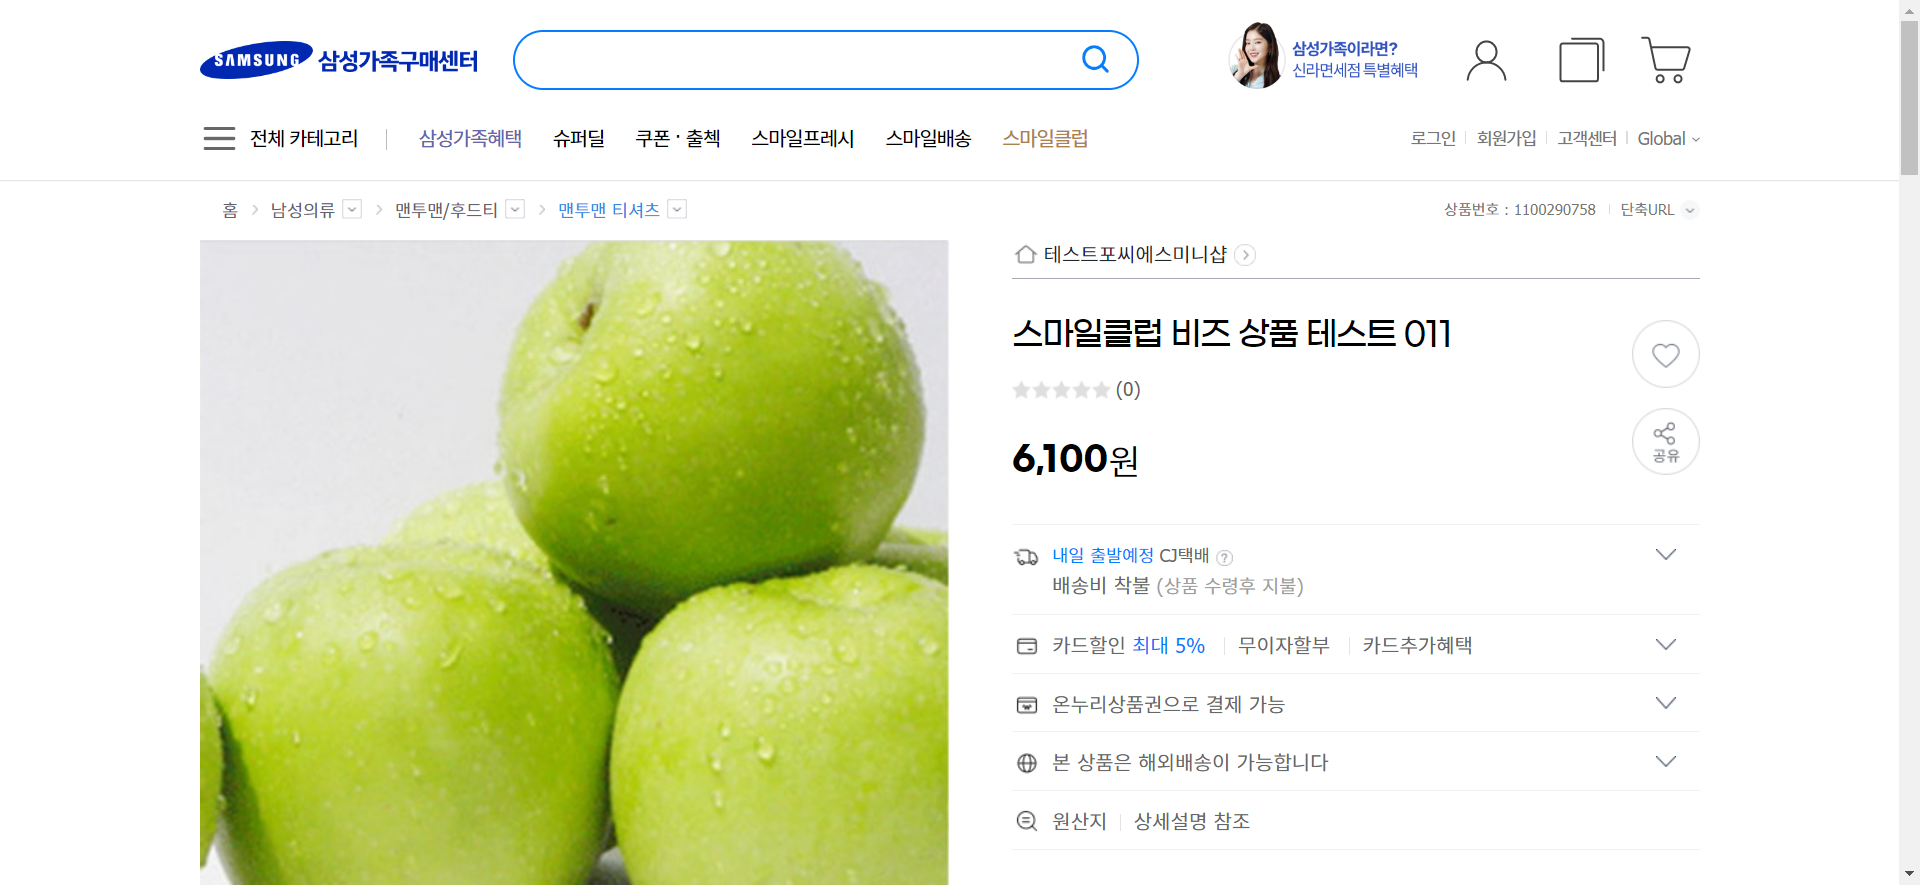 SAMSUNG 삼성가족구매센터
삼성가족이라면?
신라면세점 특별혜택
전체 카테고리
삼성가족혜택
슈퍼딜
쿠폰 · 출첵
스마일프레시
스마일배송
스마일클럽
로그인
회원가입
고객센터
Global
홈
남성의류
맨투맨/후드티
맨투맨 티셔츠
상품번호 : 1100290758
단축URL
테스트포씨에스미니샵
스마일클럽 비즈 상품 테스트 011
(0)
6,100원
공유
내일 출발예정 CJ택배 ?
배송비 착불 (상품 수령후 지불)
카드할인 최대 5%
무이자할부
카드추가혜택
온누리상품권으로 결제 가능
본 상품은 해외배송이 가능합니다
원산지
상세설명 참조